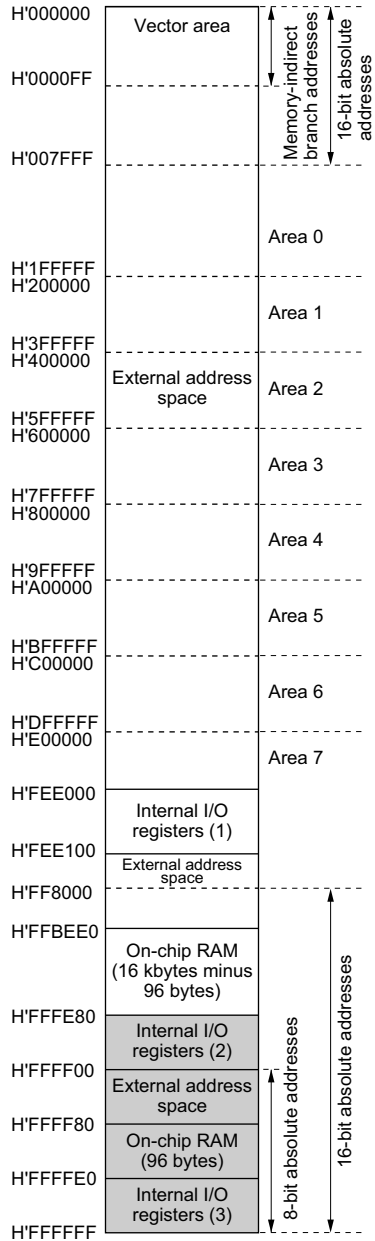 H'000000
Vector area
H'0000FF
Memory-indirect
branch addresses
16-bit absolute
addresses
H'007FFF
Area 0
H'1FFFFF
H'200000
Area 1
H'3FFFFF
H'400000
External address
space
Area 2
H'5FFFFF
H'600000
Area 3
H'7FFFFF
H'800000
Area 4
H'9FFFFF
H'A00000
Area 5
H'BFFFFF
H'C00000
Area 6
H'DFFFFF
H'E00000
Area 7
H'FEE000
Internal I/O
registers (1)
H'FEE100
External address
space
H'FF8000
H'FFBEE0
On-chip RAM
(16 kbytes minus
96 bytes)
H'FFFE80
Internal I/O
registers (2)
H'FFFF00
External address
space
H'FFFF80
On-chip RAM
(96 bytes)
H'FFFFE0
Internal I/O
registers (3)
H'FFFFFF
8-bit absolute addresses
16-bit absolute addresses